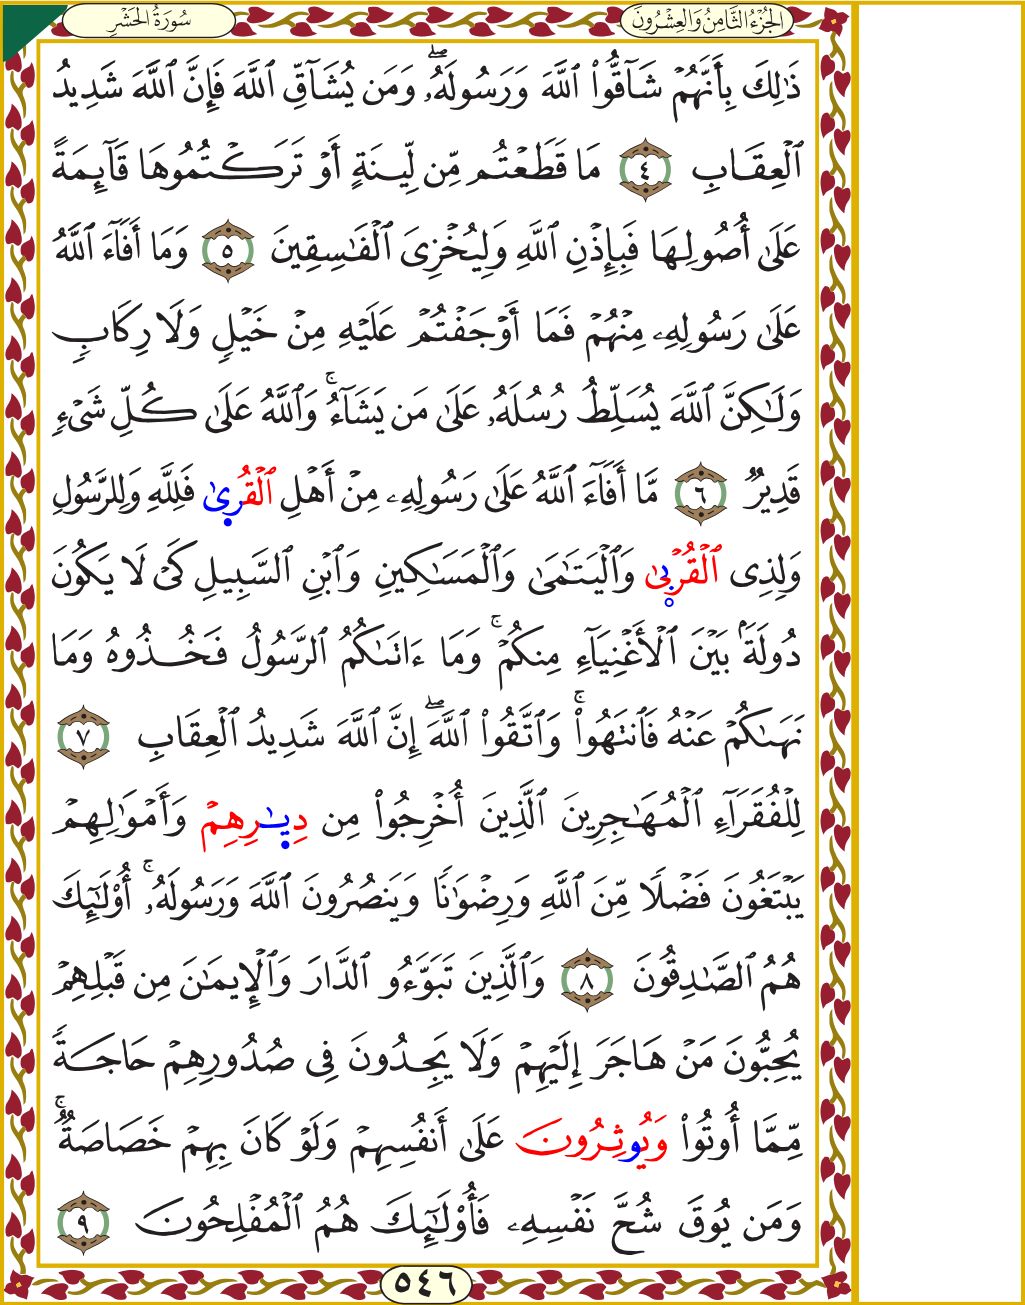 الجُزْءُ الثَّامِنُ وَالعِشْرُونَ
سُورَةُ الحَشْرِ
ذَٰلِكَ بِأَنَّهُمۡ شَآقُّواْ ٱللَّهَ وَرَسُولَهُۥۖ وَمَن يُشَآقِّ ٱللَّهَ فَإِنَّ ٱللَّهَ شَدِيدُ
ٱلۡعِقَابِ ٤ مَا قَطَعۡتُم مِّن لِّينَةٍ أَوۡ تَرَكۡتُمُوهَا قَآئِمَةً
عَلَىٰٓ أُصُولِهَا فَبِإِذۡنِ ٱللَّهِ وَلِيُخۡزِيَ ٱلۡفَٰسِقِينَ ٥ وَمَآ أَفَآءَ ٱللَّهُ
عَلَىٰ رَسُولِهِۦ مِنۡهُمۡ فَمَآ أَوۡجَفۡتُمۡ عَلَيۡهِ مِنۡ خَيۡلٖ وَلَا رِكَابٖ
وَلَٰكِنَّ ٱللَّهَ يُسَلِّطُ رُسُلَهُۥ عَلَىٰ مَن يَشَآءُۚ وَٱللَّهُ عَلَىٰ كُلِّ شَيۡءٖ
قَدِيرٞ ٦ مَّآ أَفَآءَ ٱللَّهُ عَلَىٰ رَسُولِهِۦ مِنۡ أَهۡلِ ٱلۡقُرىٰ فَلِلَّهِ وَلِلرَّسُولِ
وَلِذِي ٱلۡقُرۡبىٰ وَٱلۡيَتَٰمَىٰ وَٱلۡمَسَٰكِينِ وَٱبۡنِ ٱلسَّبِيلِ كَيۡ لَا يَكُونَ
دُولَةَۢ بَيۡنَ ٱلۡأَغۡنِيَآءِ مِنكُمۡۚ وَمَآ ءَاتَىٰكُمُ ٱلرَّسُولُ فَخُذُوهُ وَمَا
نَهَىٰكُمۡ عَنۡهُ فَٱنتَهُواْۚ وَٱتَّقُواْ ٱللَّهَۖ إِنَّ ٱللَّهَ شَدِيدُ ٱلۡعِقَابِ ٧
لِلۡفُقَرَآءِ ٱلۡمُهَٰجِرِينَ ٱلَّذِينَ أُخۡرِجُواْ مِن دِيٰرِهِمۡ وَأَمۡوَٰلِهِمۡ
يَبۡتَغُونَ فَضۡلٗا مِّنَ ٱللَّهِ وَرِضۡوَٰنٗا وَيَنصُرُونَ ٱللَّهَ وَرَسُولَهُۥٓۚ أُوْلَٰٓئِكَ
هُمُ ٱلصَّٰدِقُونَ ٨ وَٱلَّذِينَ تَبَوَّءُو ٱلدَّارَ وَٱلۡإِيمَٰنَ مِن قَبۡلِهِمۡ
يُحِبُّونَ مَنۡ هَاجَرَ إِلَيۡهِمۡ وَلَا يَجِدُونَ فِي صُدُورِهِمۡ حَاجَةٗ
مِّمَّآ أُوتُواْ وَيُوثِرُونَ عَلَىٰٓ أَنفُسِهِمۡ وَلَوۡ كَانَ بِهِمۡ خَصَاصَةٞۚ
وَمَن يُوقَ شُحَّ نَفۡسِهِۦ فَأُوْلَٰٓئِكَ هُمُ ٱلۡمُفۡلِحُونَ ٩
٥٤٦